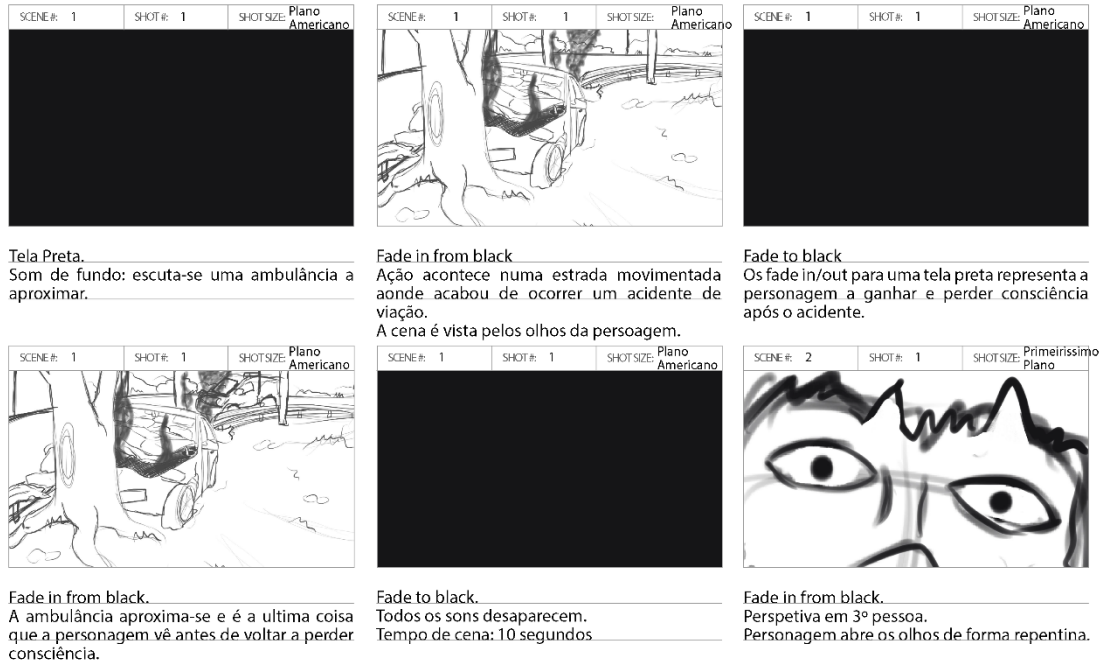 SCENE #: 1 SHOT #: 1 SHOT SIZE: Plano
Americano
Tela Preta.
Som de fundo: escuta-se uma ambulância a
aproximar.
SCENE #: 1 SHOT #: 1 SHOT SIZE: Plano
Americano
Fade in from black
Ação acontece numa estrada movimentada
aonde acabou de ocorrer um acidente de
viação.
A cena é vista pelos olhos da persoagem.
SCENE #: 1 SHOT #: 1 SHOT SIZE: Plano
Americano
Fade to black
Os fade in/out para uma tela preta representa a
personagem a ganhar e perder consciência
após o acidente.
SCENE #: 1 SHOT #: 1 SHOT SIZE: Plano
Americano
Fade in from black.
A ambulância aproxima-se e é a ultima coisa
que a personagem vê antes de voltar a perder
consciência.
SCENE #: 1 SHOT #: 1 SHOT SIZE: Plano
Americano
Fade to black.
Todos os sons desaparecem.
Tempo de cena: 10 segundos
SCENE #: 2 SHOT #: 1 SHOT SIZE: Primeirissimo
Plano
Fade in from black.
Perspetiva em 3º pessoa.
Personagem abre os olhos de forma repentina.